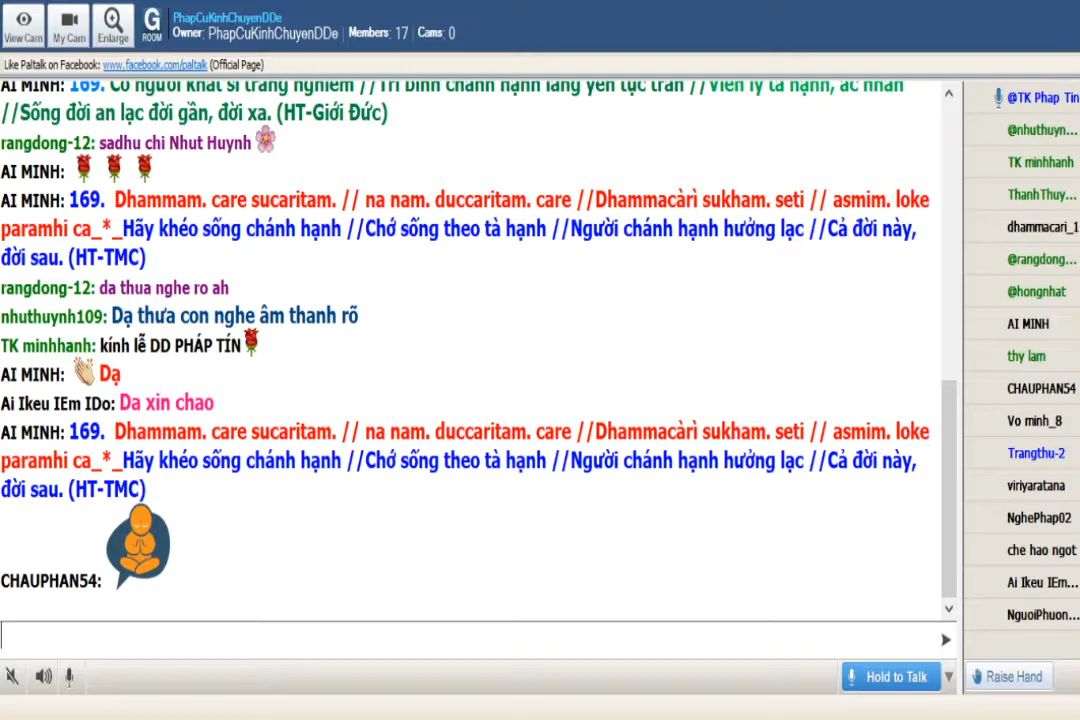 View Cam My Cam Enlarge G ROOM PhapCuKinhChuyenDDe
Owner: PhapCuKinhChuyenDDe Members: 17 Cams: 0
Like Paltalk on Facebook: www.facebook.com/paltalk (Official Page)
AI MINH: 169.
//Sống đời an lạc đời gần, đời xa. (HT-Giới Đức)
rangdong-12: sadhu chi Nhut Huynh
AI MINH:
AI MINH: 169. Dhammam. care sucaritam. // na nam. duccaritam. care //Dhammacàrì sukham. seti // asmim. loke
paramhi ca_*_Hãy khéo sống chánh hạnh //Chớ sống theo tà hạnh //Người chánh hạnh hưởng lạc //Cả đời này,
đời sau. (HT-TMC)
rangdong-12: da thua nghe ro ah
nhuthuynh109: Dạ thưa con nghe âm thanh rõ
TK minhhanh: kính lễ DD PHÁP TÍN
AI MINH: Dạ
Ai Ikeu IEm IDo: Da xin chao
AI MINH: 169. Dhammam. care sucaritam. // na nam. duccaritam. care //Dhammacàrì sukham. seti // asmim. loke
paramhi ca_*_Hãy khéo sống chánh hạnh //Chớ sống theo tà hạnh //Người chánh hạnh hưởng lạc //Cả đời này,
đời sau. (HT-TMC)
CHAUPHAN54:
@TK Phap Tin
@nhuthuyn...
TK minhhanh
ThanhThuy...
dhammacari_1
@rangdong...
@hongnhat
AI MINH
thy lam
CHAUPHAN54
Vo minh_8
Trangthu-2
viriyaratana
NghePhap02
che hao ngot
Ai Ikeu IEm...
NguoiPhuon...
Hold to Talk
Raise Hand